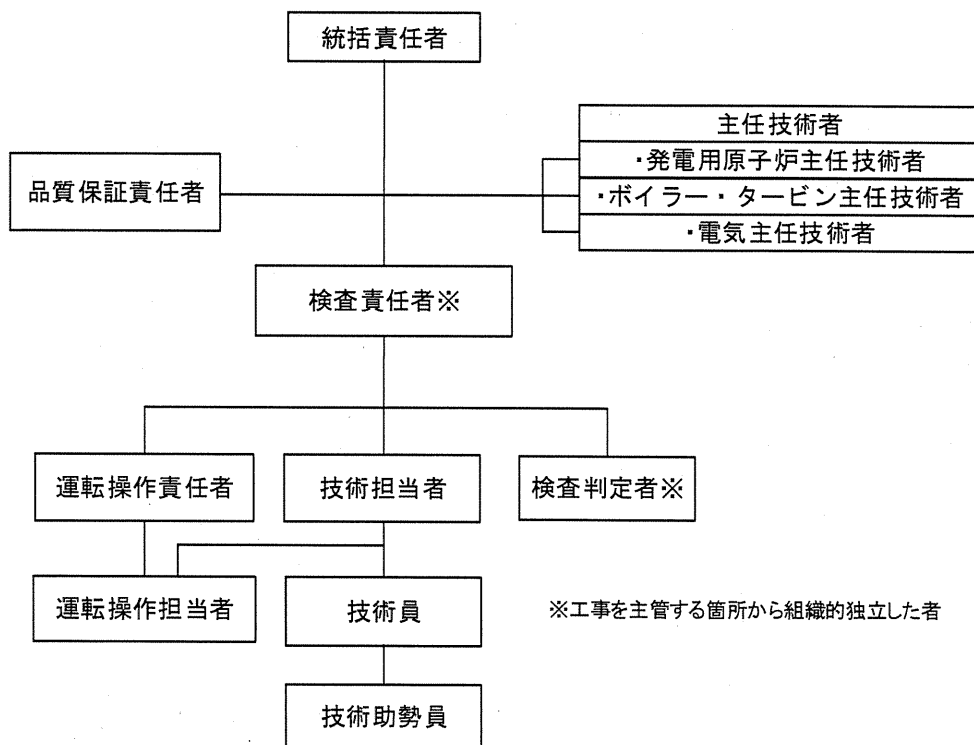 統括責任者
主任技術者
・発電用原子炉主任技術者
品質保証責任者
・ボイラー・タービン主任技術者
・電気主任技術者
検査責任者※
運転操作責任者
技術担当者
検査判定者※
運転操作担当者
技術員
※工事を主管する箇所から組織的独立した者
技術助勢員